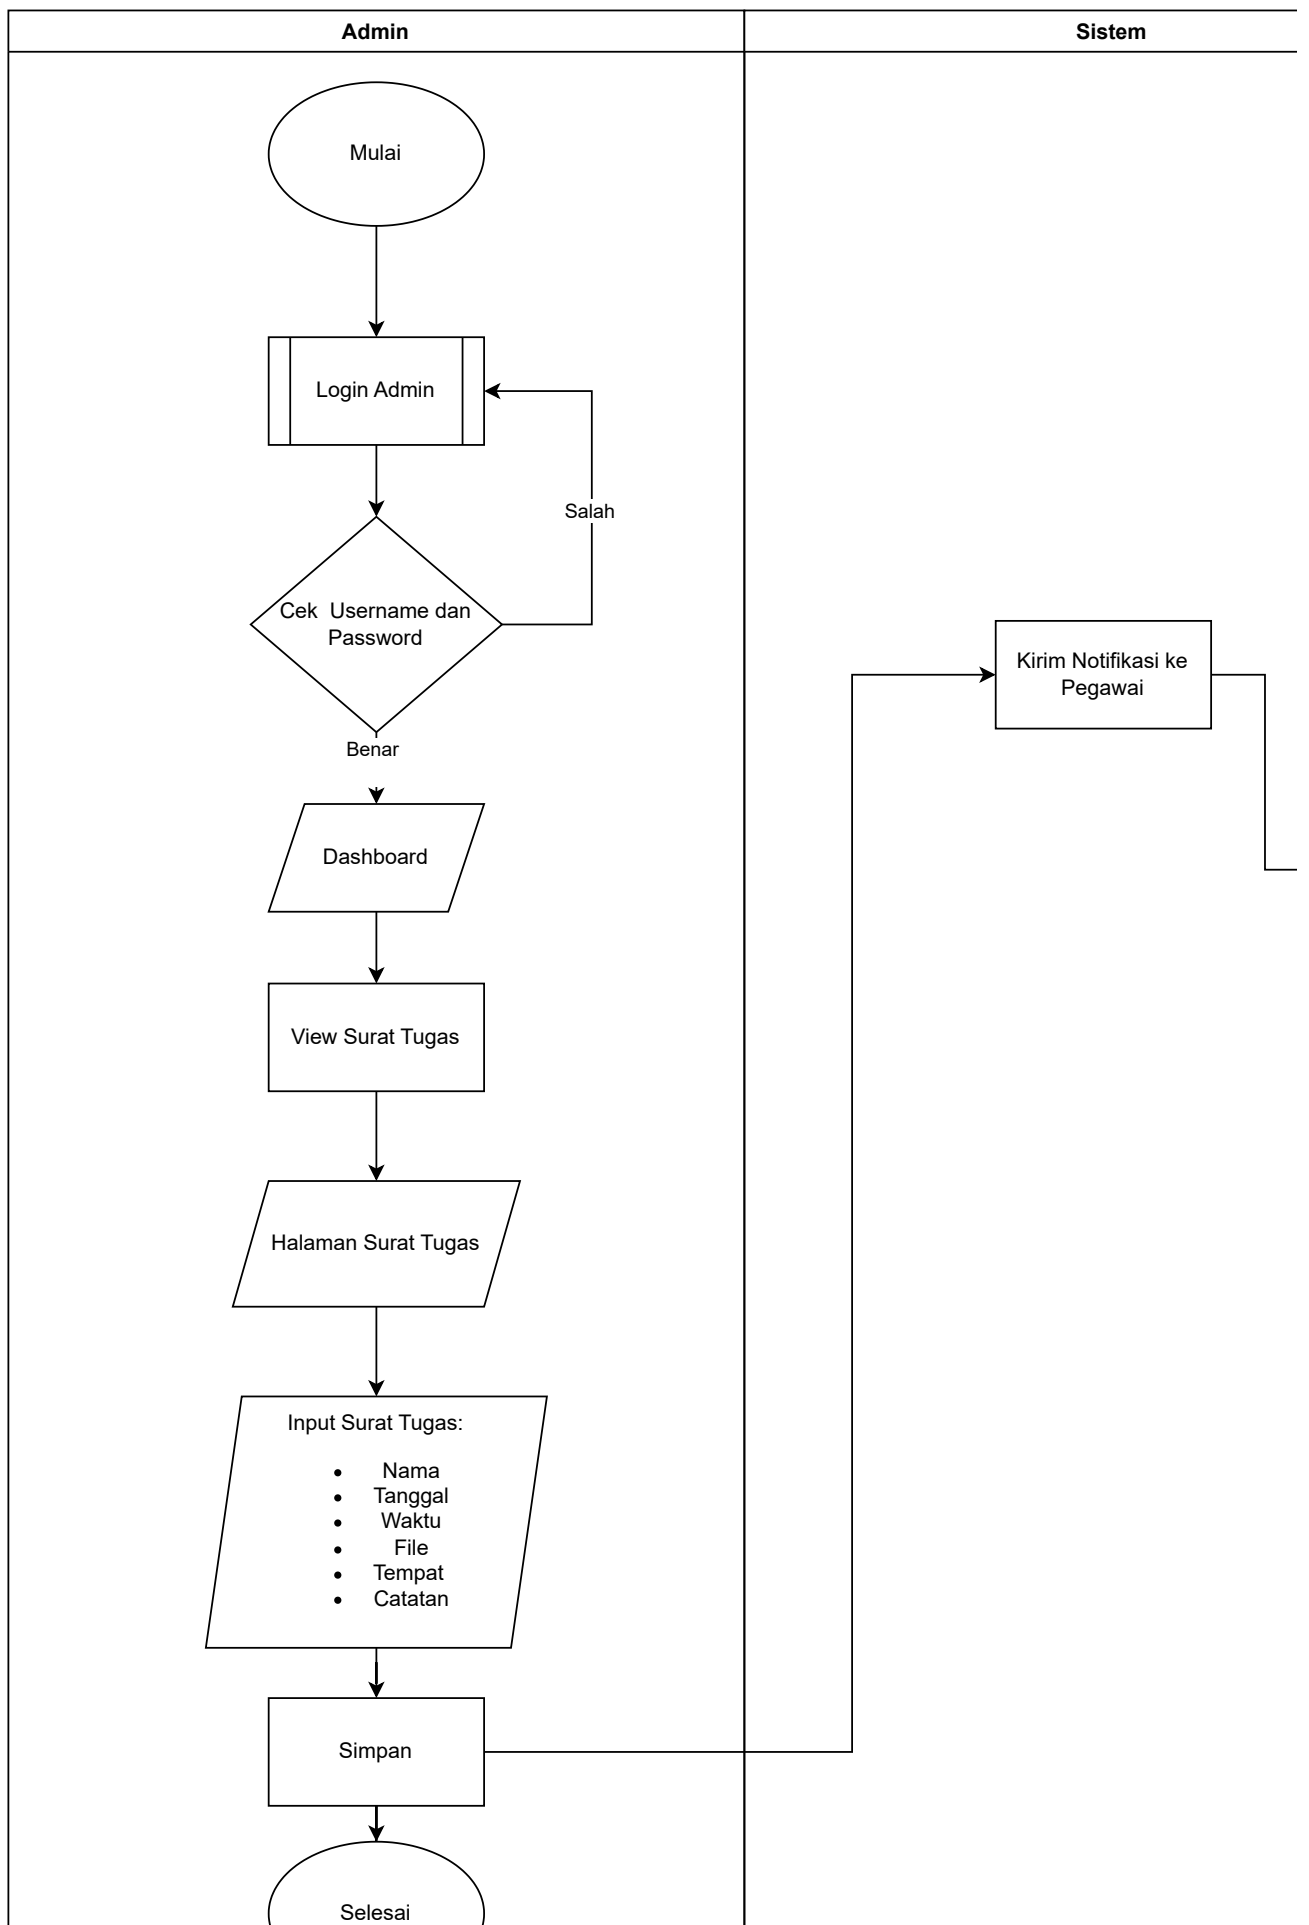 Admin
Sistem
Mulai
Login Admin
Salah
Cek  Username dan
Password
Kirim Notifikasi ke
Pegawai
Benar
Dashboard
View Surat Tugas
Halaman Surat Tugas
Input Surat Tugas:
• Nama
• Tanggal
• Waktu
• File
• Tempat
• Catatan
Simpan
Selesai